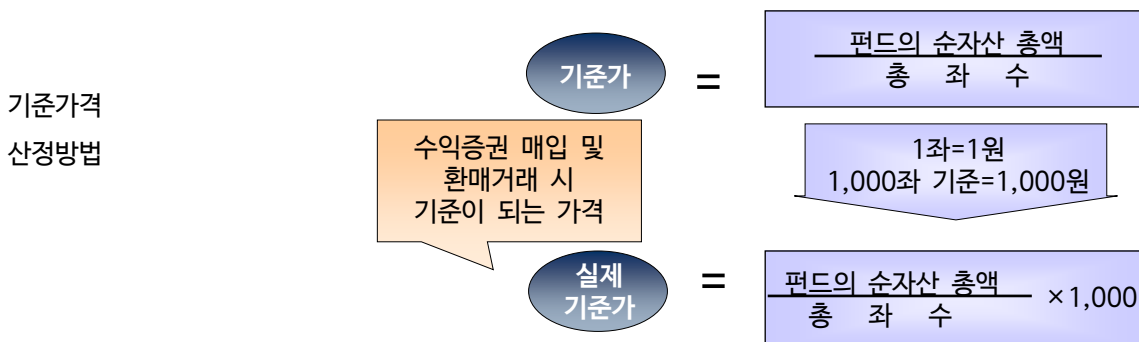 기준가격
산정방법
기준가
=
펀드의 순자산 총액
총 좌 수
수익증권 매입 및
환매거래 시
기준이 되는 가격
1좌=1원
1,000좌 기준=1,000원
실제
기준가
=
펀드의 순자산 총액
총 좌 수
×1,000